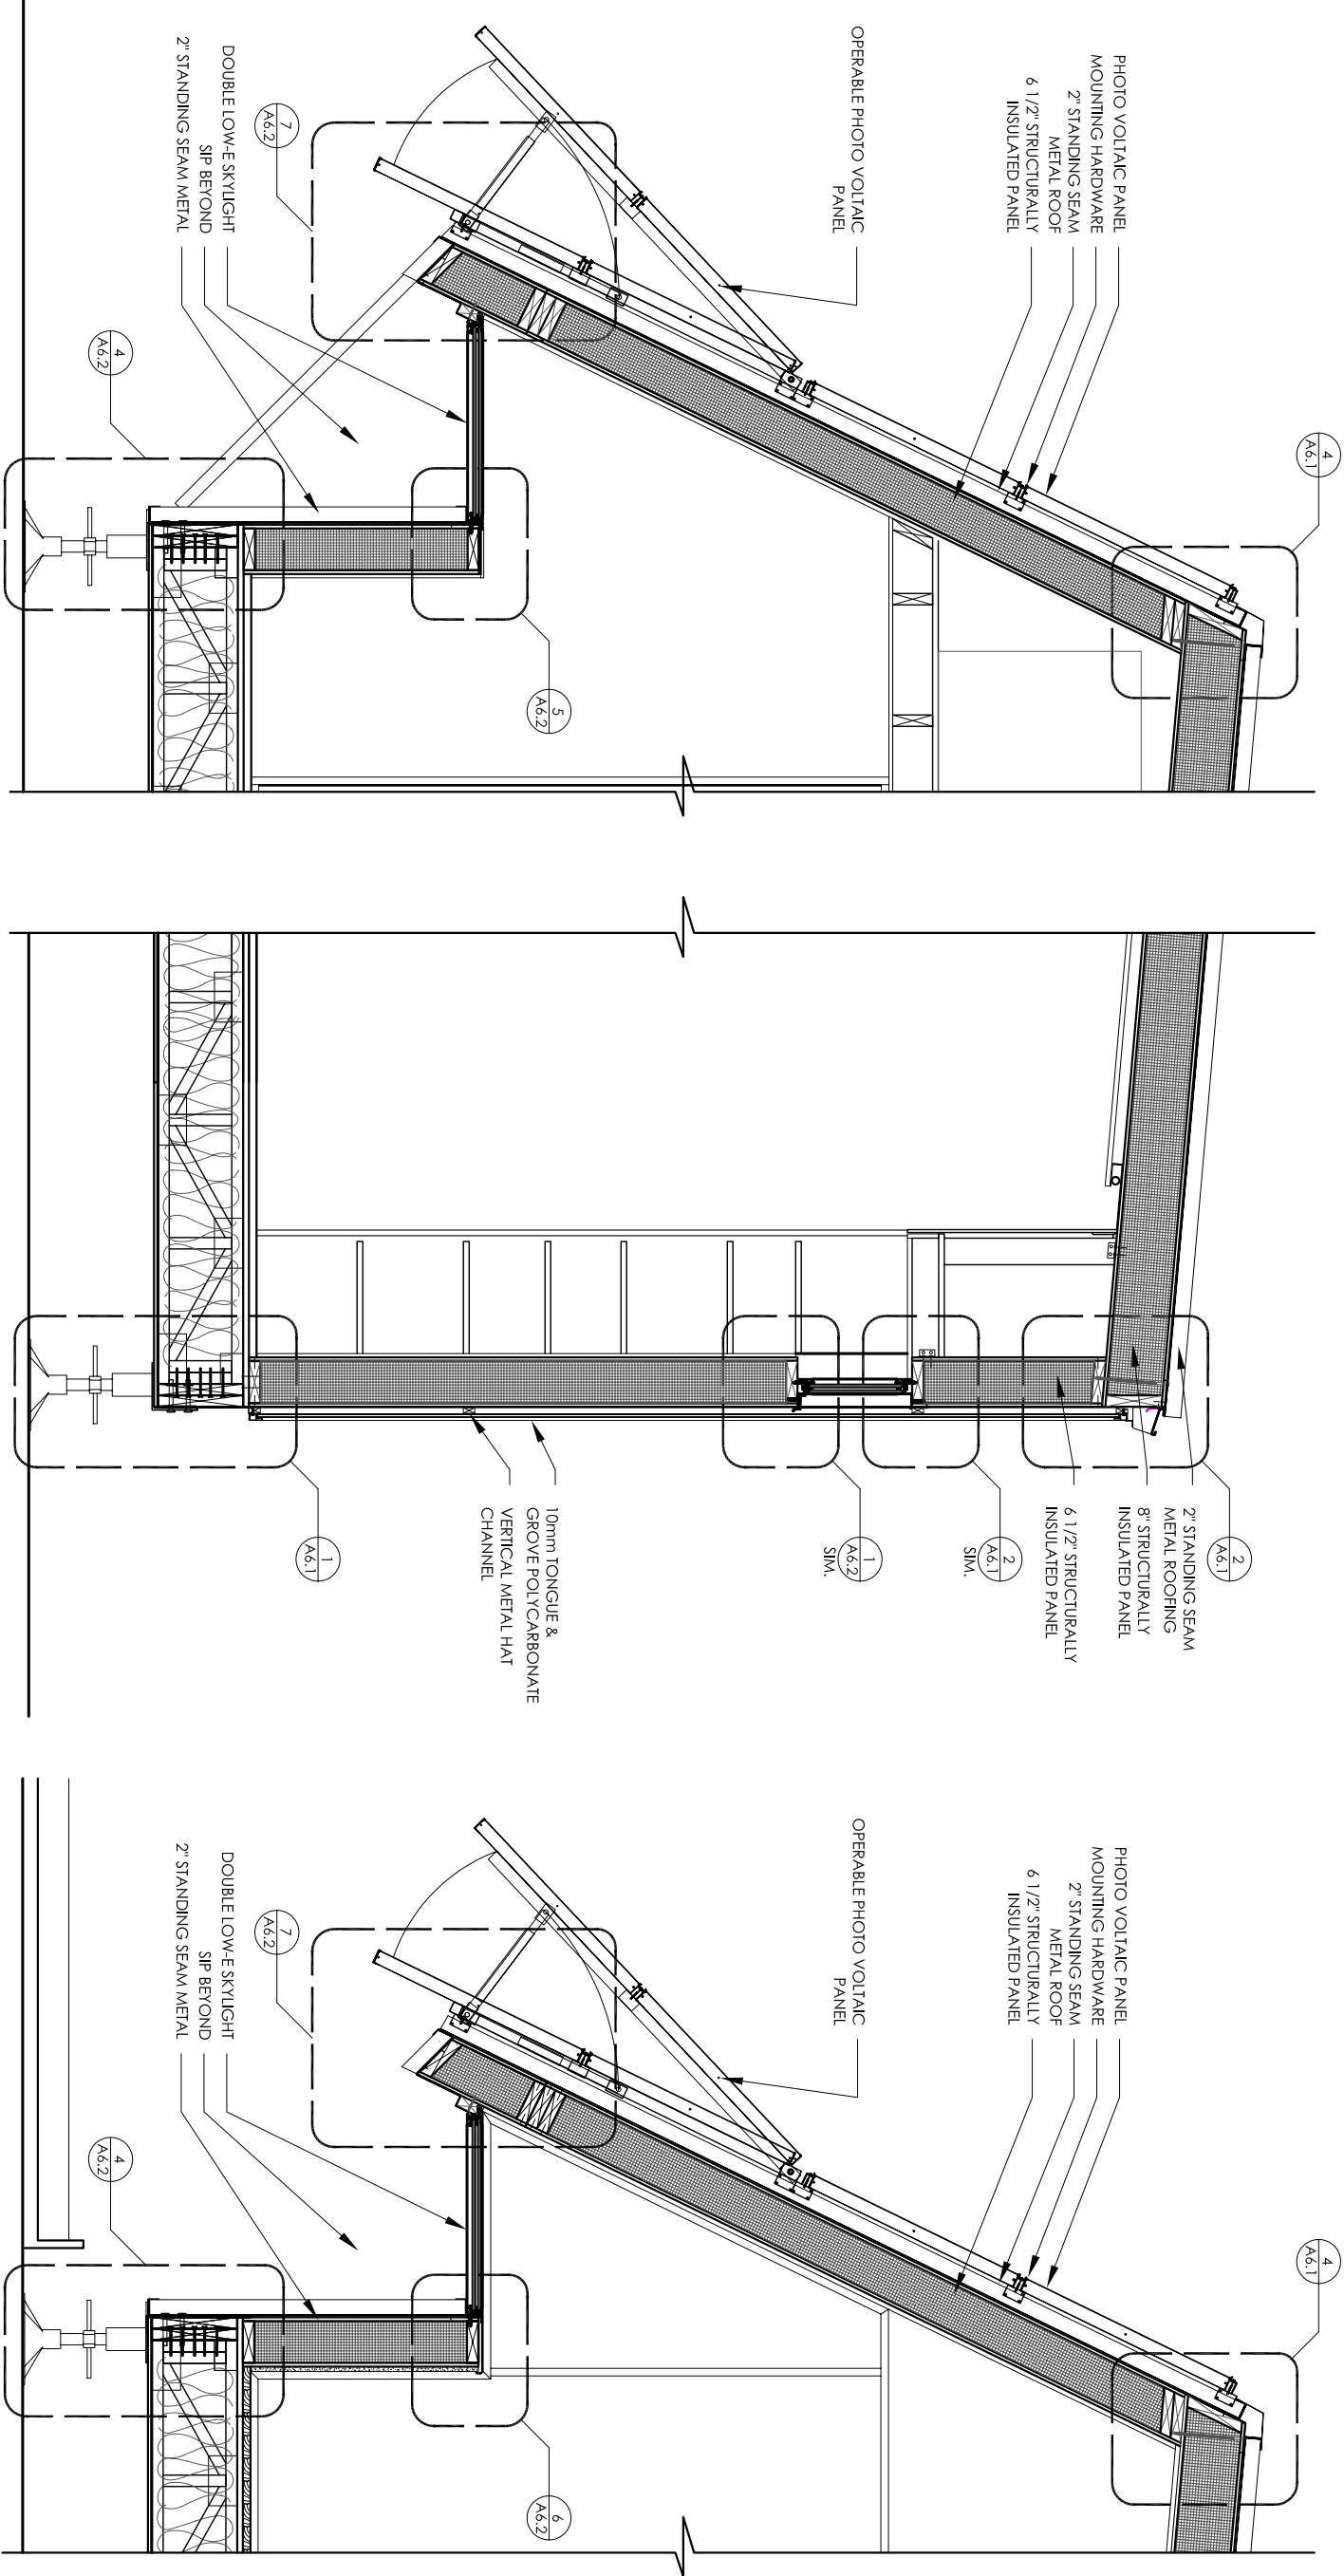 4
A6.1
PHOTO VOLTAIC PANEL
MOUNTING HARDWARE
2" STANDING SEAM
METAL ROOF
6 1/2" STRUCTURALLY
INSULATED PANEL
OPERABLE PHOTO VOLTAIC
PANEL
5
A6.2
7
A6.2
DOUBLE LOW-E SKYLIGHT
SIP BEYOND
2" STANDING SEAM METAL
4
A6.2
2
A6.1
2" STANDING SEAM
METAL ROOFING
8" STRUCTURALLY
INSULATED PANEL
6 1/2" STRUCTURALLY
INSULATED PANEL
2
A6.1
SIM.
1
A6.2
SIM.
10mm TONGUE &
GROVE POLYCARBONATE
VERTICAL METAL HAT
CHANNEL
1
A6.1
4
A6.1
PHOTO VOLTAIC PANEL
MOUNTING HARDWARE
2" STANDING SEAM
METAL ROOF
6 1/2" STRUCTURALLY
INSULATED PANEL
OPERABLE PHOTO VOLTAIC
PANEL
6
A6.2
7
A6.2
DOUBLE LOW-E SKYLIGHT
SIP BEYOND
2" STANDING SEAM METAL
4
A6.2